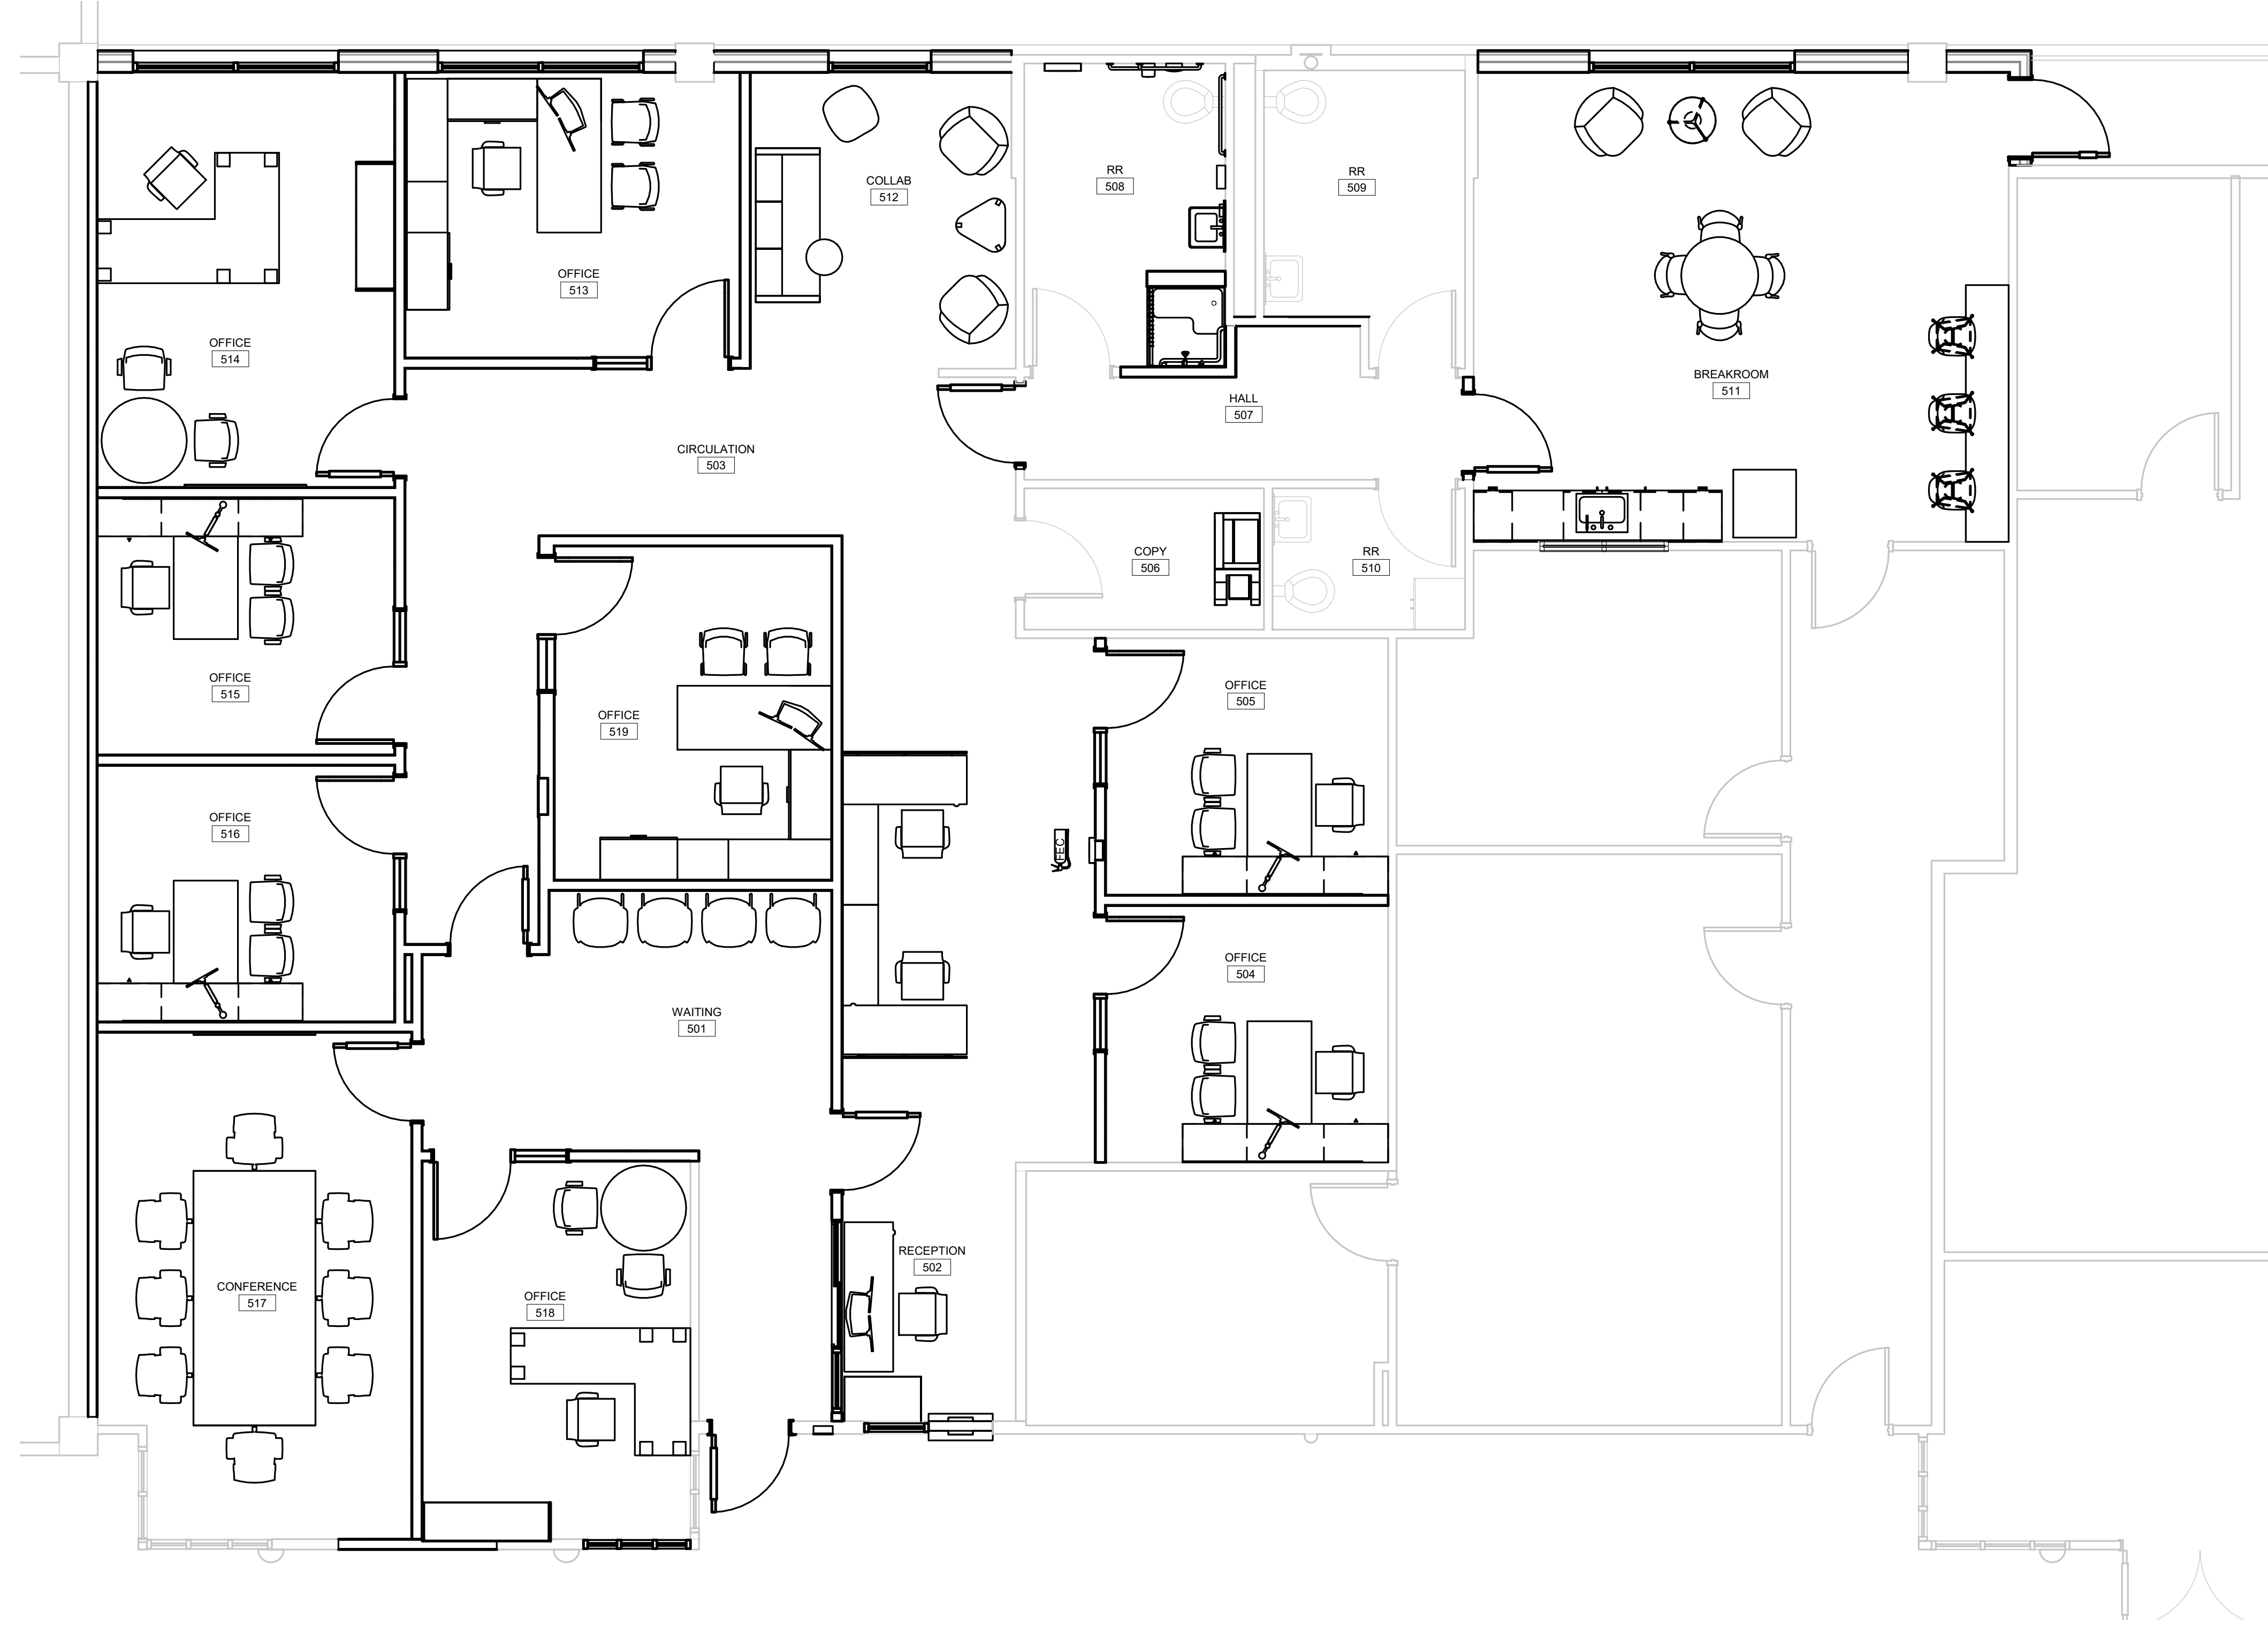 RR
508
RR
509
COLLAB
512
OFFICE
513
OFFICE
514
BREAKROOM
511
HALL
507
CIRCULATION
503
COPY
506
RR
510
OFFICE
515
OFFICE
505
OFFICE
519
OFFICE
516
FEC
OFFICE
504
WAITING
501
RECEPTION
502
CONFERENCE
517
OFFICE
518